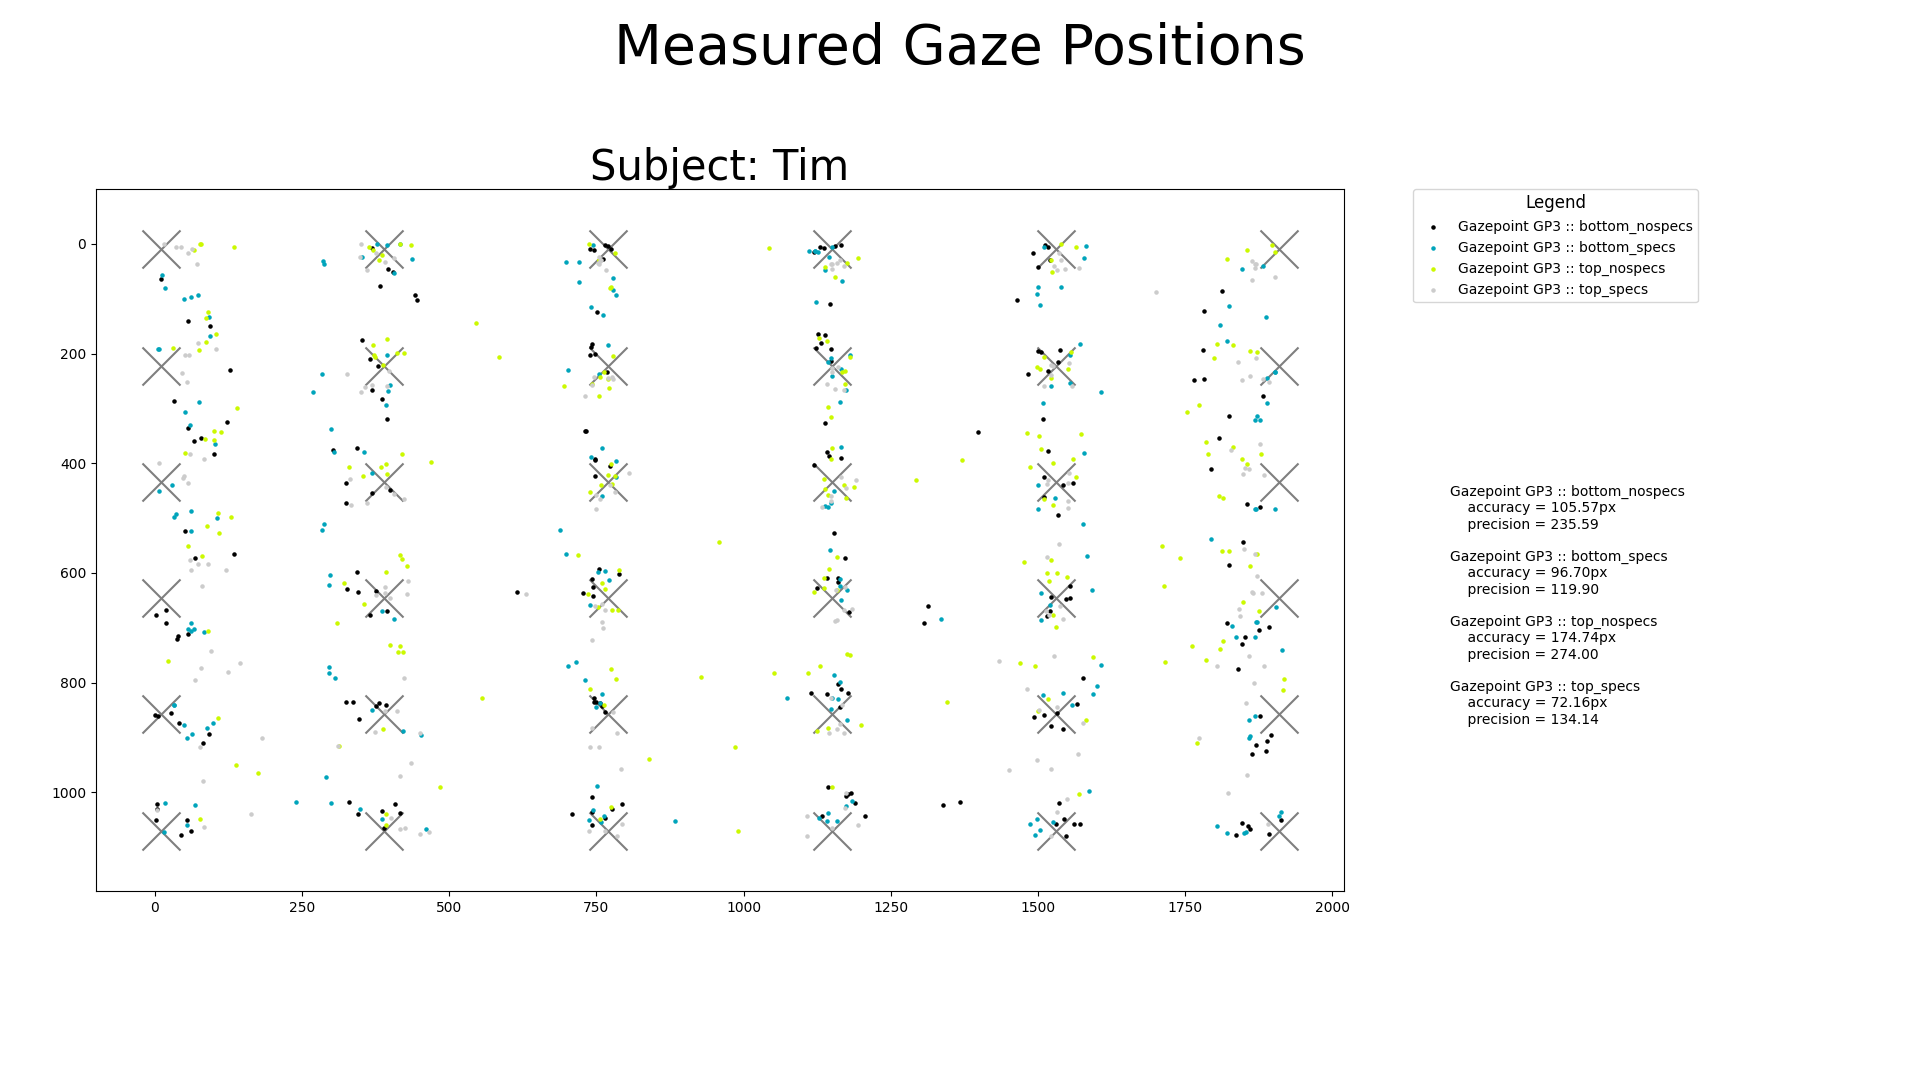 Measured Gaze Positions
Subject: Tim
0
200
400
600
800
1000
0
250
500
750
1000
1250
1500
1750
2000
Legend
Gazepoint GP3 :: bottom_nospecs
Gazepoint GP3 :: bottom_specs
Gazepoint GP3 :: top_nospecs
Gazepoint GP3 :: top_specs
Gazepoint GP3 :: bottom_nospecs
accuracy = 105.57px
precision = 235.59
Gazepoint GP3 :: bottom_specs
accuracy = 96.70px
precision = 119.90
Gazepoint GP3 :: top_nospecs
accuracy = 174.74px
precision = 274.00
Gazepoint GP3 :: top_specs
accuracy = 72.16px
precision = 134.14